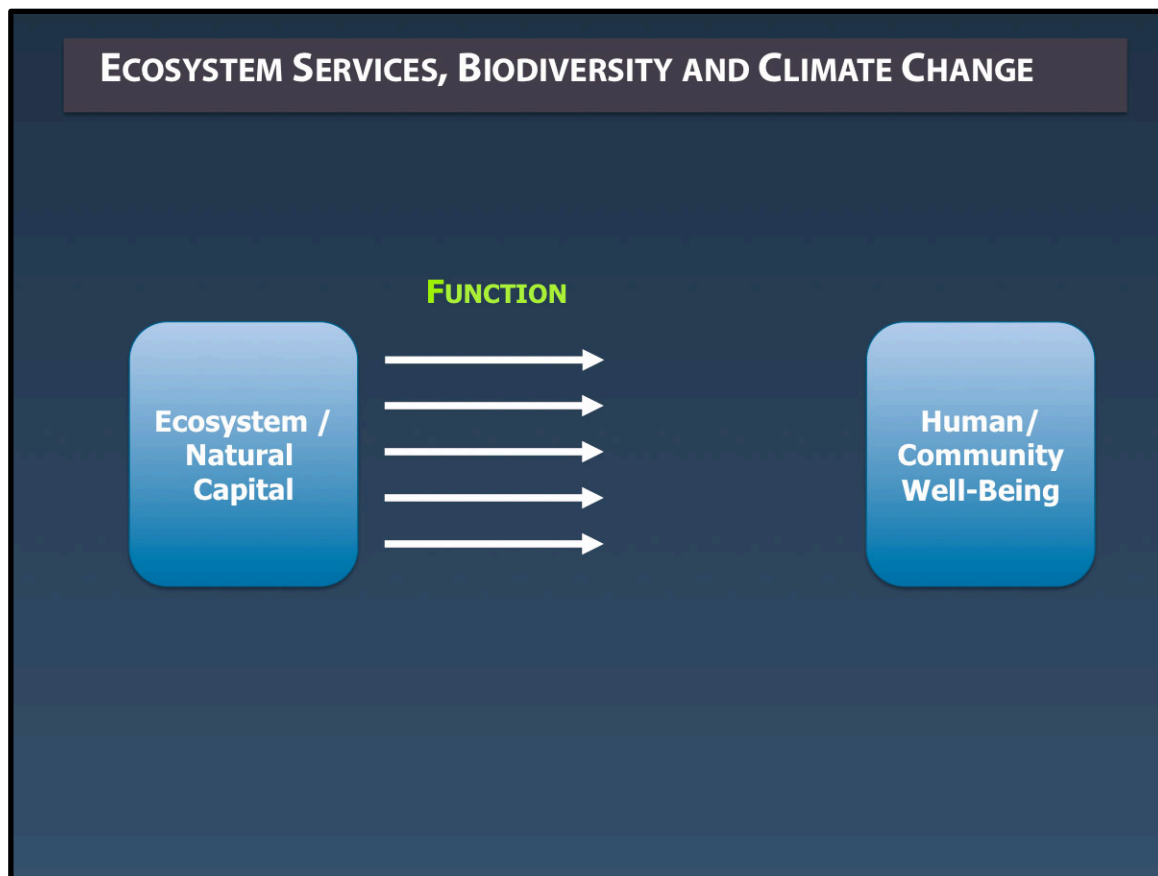 ECOSYSTEM SERVICES, BIODIVERSITY AND CLIMATE CHANGE
FUNCTION
Ecosystem /
Natural
Capital
Human/
Community
Well-Being